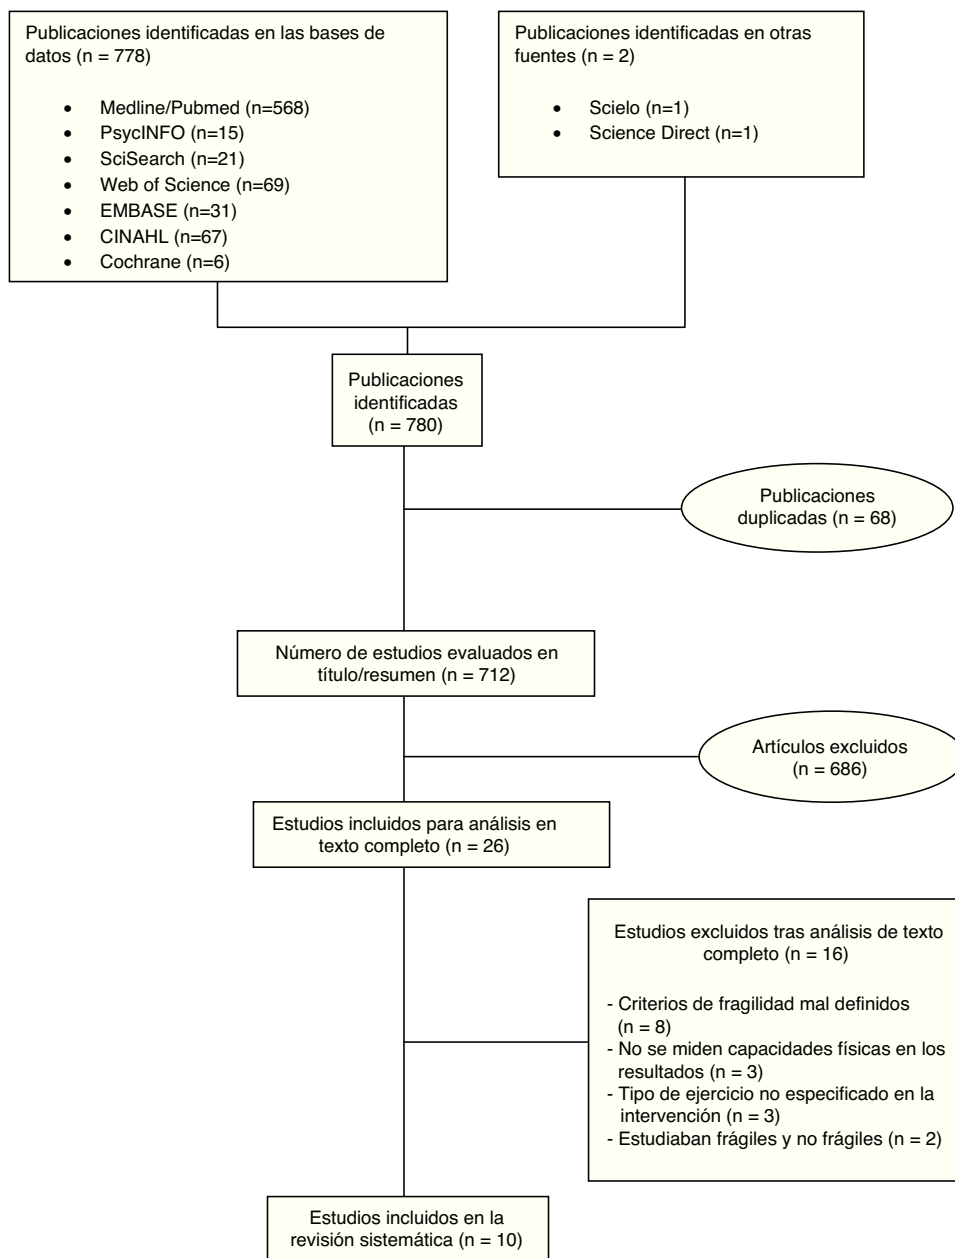 Publicaciones identificadas en las bases de
datos (n = 778)
• Medline/Pubmed (n=568)
• PsycINFO (n=15)
• SciSearch (n=21)
• Web of Science (n=69)
• EMBASE (n=31)
• CINAHL (n=67)
• Cochrane (n=6)
Publicaciones identificadas en otras
fuentes (n = 2)
• Scielo (n=1)
• Science Direct (n=1)
Publicaciones
identificadas
(n = 780)
Publicaciones
duplicadas (n = 68)
Número de estudios evaluados en
título/resumen (n = 712)
Artículos excluidos
(n = 686)
Estudios incluidos para análisis en
texto completo (n = 26)
Estudios excluidos tras análisis de texto
completo (n = 16)
- Criterios de fragilidad mal definidos
(n = 8)
- No se miden capacidades físicas en los
resultados (n = 3)
- Tipo de ejercicio no especificado en la
intervención (n = 3)
- Estudiaban frágiles y no frágiles (n = 2)
Estudios incluidos en la
revisión sistemática (n = 10)